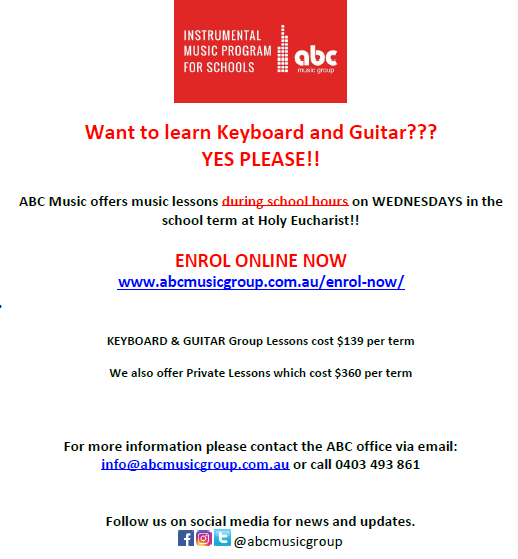 INSTRUMENTAL
MUSIC PROGRAM
FOR SCHOOLS
abc
music group
Want to learn Keyboard and Guitar???
YES PLEASE!!
ABC Music offers music lessons during school hours on WEDNESDAYS in the
school term at Holy Eucharist!!
ENROL ONLINE NOW
www.abcmusicgroup.com.au/enrol-now/
KEYBOARD & GUITAR Group Lessons cost $139 per term
We also offer Private Lessons which cost $360 per term
For more information please contact the ABC office via email:
info@abcmusicgroup.com.au or call 0403 493 861
Follow us on social media for news and updates.
@abcmusicgroup